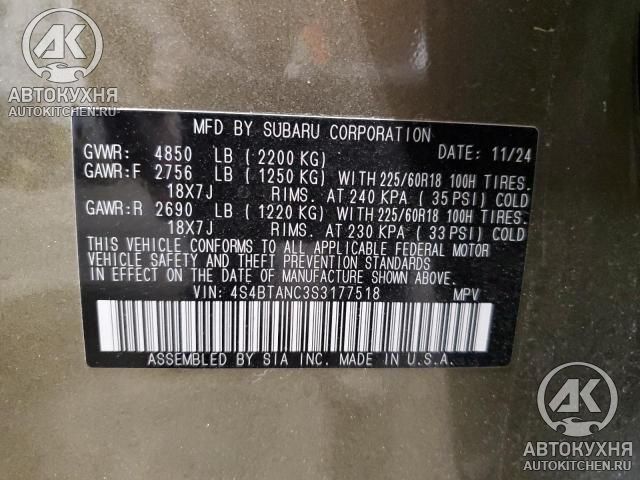 АВТОКУХНЯ
AUTOKITCHEN.RU
MFD BY SUBARU CORPORATION
GVWR: 4850 LB (2200 KG) DATE: 11/24
GAWR:F 2756 LB (1250 KG) WITH 225/60R18 100H TIRES.
18X7J RIMS. AT 240 KPA (35 PSI) COLD
GAWR:R 2690 LB (1220 KG) WITH 225/60R18 100H TIRES.
18X7J RIMS. AT 230 KPA (33 PSI) COLD
THIS VEHICLE CONFORMS TO ALL APPLICABLE FEDERAL MOTOR
VEHICLE SAFETY AND THEFT PREVENTION STANDARDS
IN EFFECT ON THE DATE OF MANUFACTURE SHOWN ABOVE.
VIN: 4S4BTANC3S3177518 MPV
ASSEMBLED BY SIA INC. MADE IN U.S.A.
АК
АВТОКУХНЯ
AUTOKITCHEN.RU